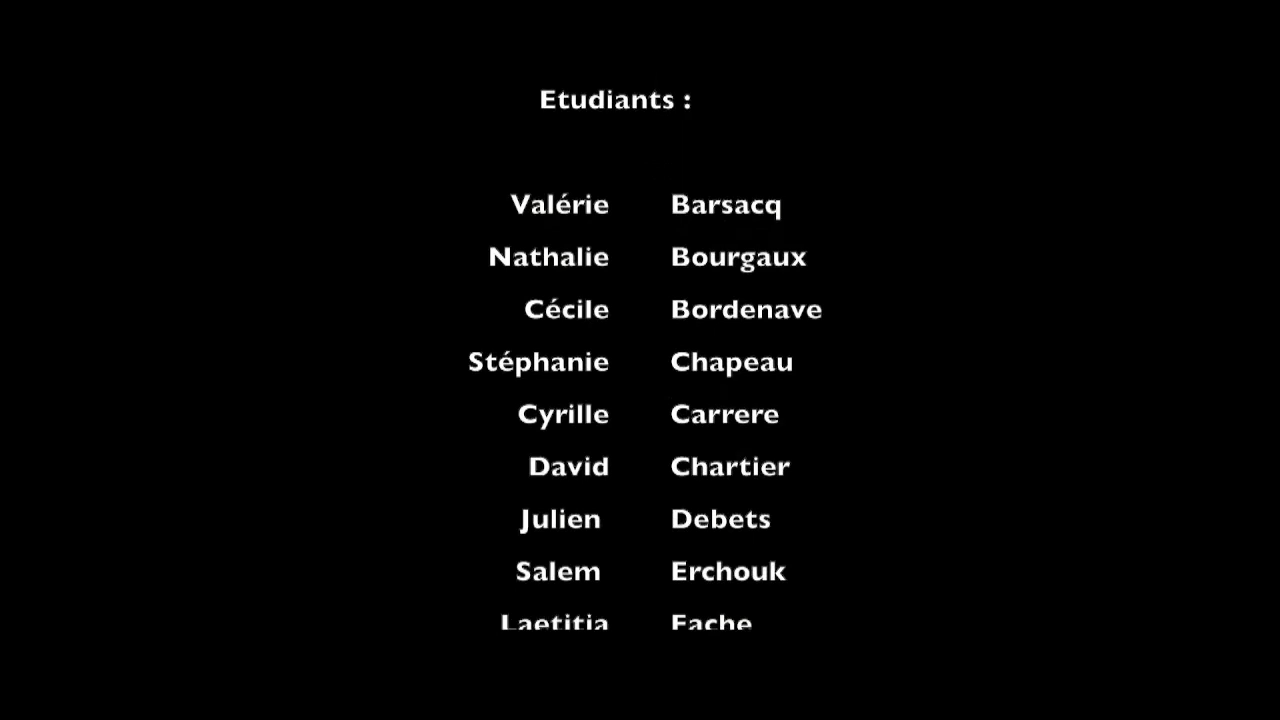 Etudiants :
Valérie Barsacq
Nathalie Bourgaux
Cécile Bordenave
Stéphanie Chapeau
Cyrille Carrere
David Chartier
Julien Debets
Salem Erchouk
Laetitia Fache